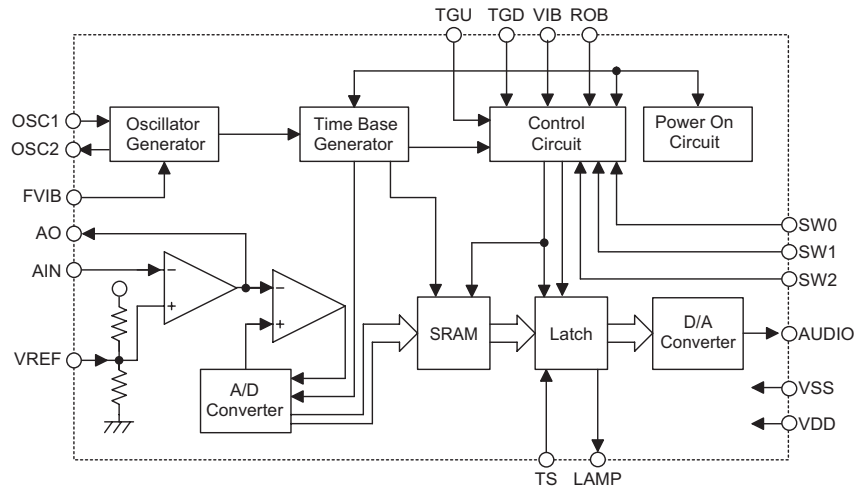 TGU TGD VIB ROB
OSC1
OSC2
Oscillator
Generator
Time Base
Generator
Control
Circuit
Power On
Circuit
FVIB
AO
AIN
VREF
−
+
−
+
A/D
Converter
SRAM
Latch
D/A
Converter
SW0
SW1
SW2
AUDIO
VSS
VDD
TS LAMP